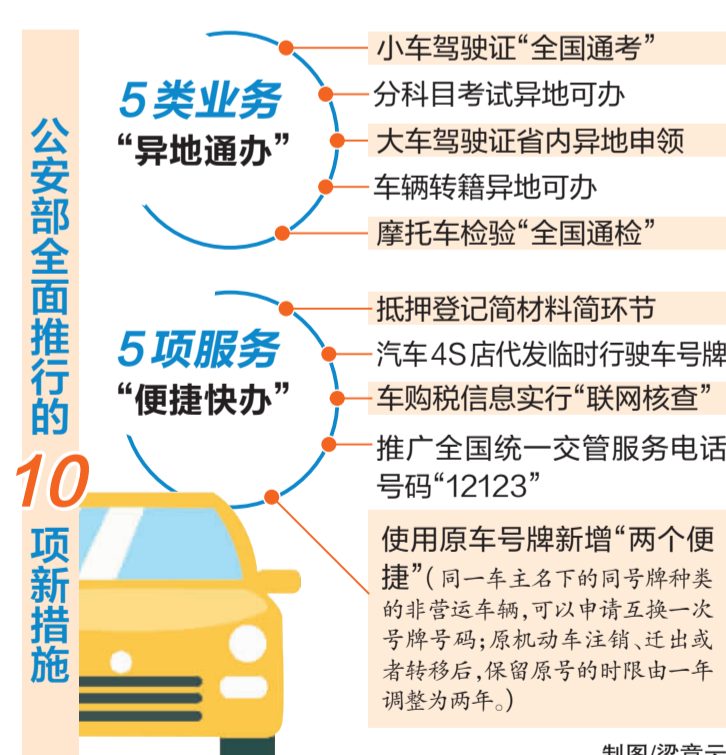 公安部全面推行的
10
项新措施
5类业务
“异地通办”
小车驾驶证“全国通考”
分科目考试异地可办
大车驾驶证省内异地申领
车辆转籍异地可办
摩托车检验“全国通检”
5项服务
“便捷快办”
抵押登记简材料简环节
汽车4S店代发临时行驶车号牌
车购税信息实行“联网核查”
推广全国统一交管服务电话
号码“12123”
使用原车号牌新增“两个便
捷”(同一车主名下的同号牌种类
的非营运车辆,可以申请互换一次
号牌号码;原机动车注销、迁出或
者转移后,保留原号的时限由一年
调整为两年。)
制图/梁章